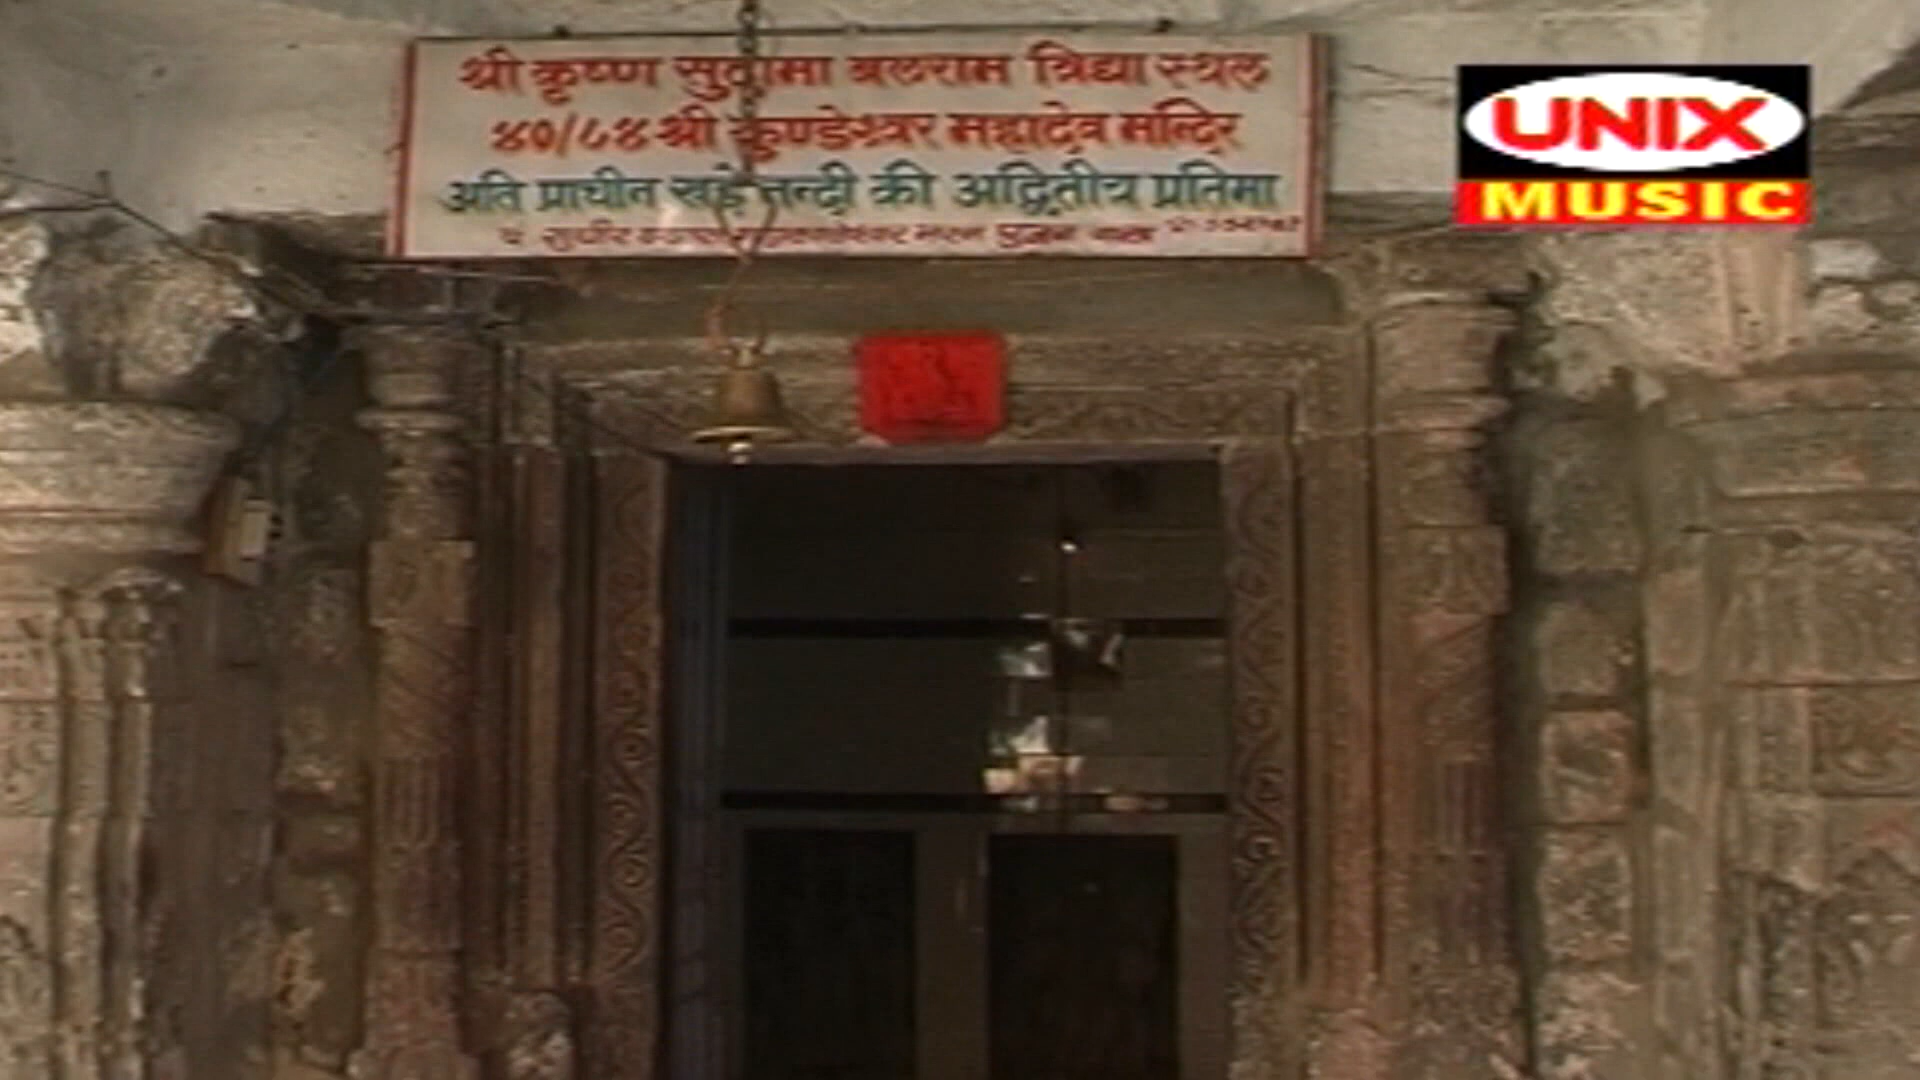 श्री कृष्ण सुदामा बलराम विद्या स्थल
४०/८४ श्री कुण्डेश्वर महादेव मन्दिर
अति प्राचीन खड़े नन्दी की अद्वितीय प्रतिमा
पं सुधीर
UNIX
MUSIC